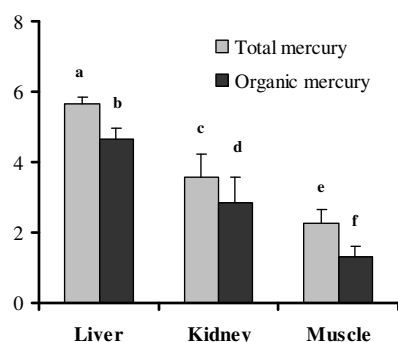 8
Total mercury
Organic mercury
a
b
6
c
d
4
e
f
2
0
Liver Kidney Muscle